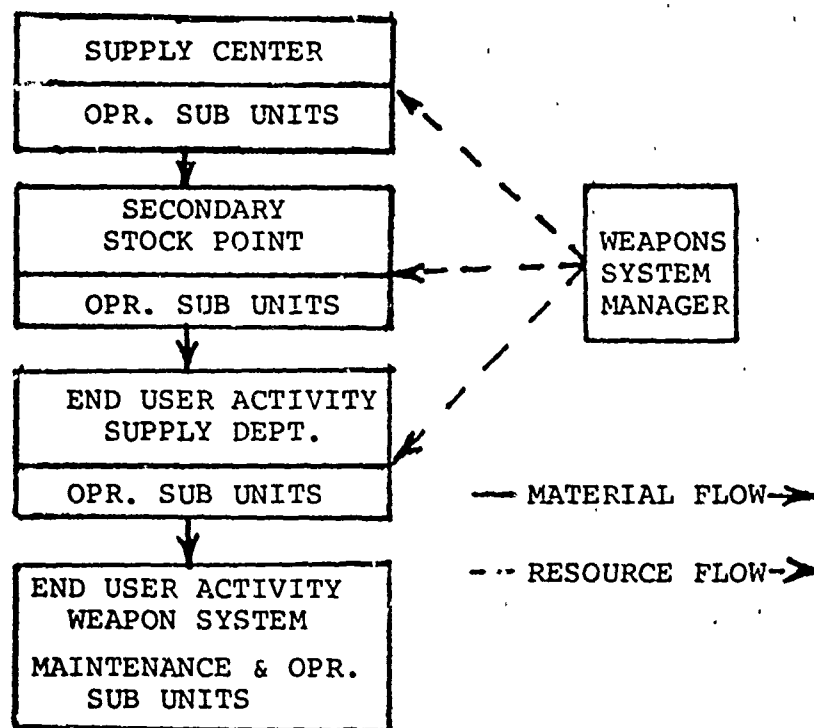 SUPPLY CENTER
OPR. SUB UNITS
SECONDARY
STOCK POINT
OPR. SUB UNITS
WEAPONS
SYSTEM
MANAGER
END USER ACTIVITY
SUPPLY DEPT.
OPR. SUB UNITS
MATERIAL FLOW
RESOURCE FLOW
END USER ACTIVITY
WEAPON SYSTEM
MAINTENANCE & OPR.
SUB UNITS